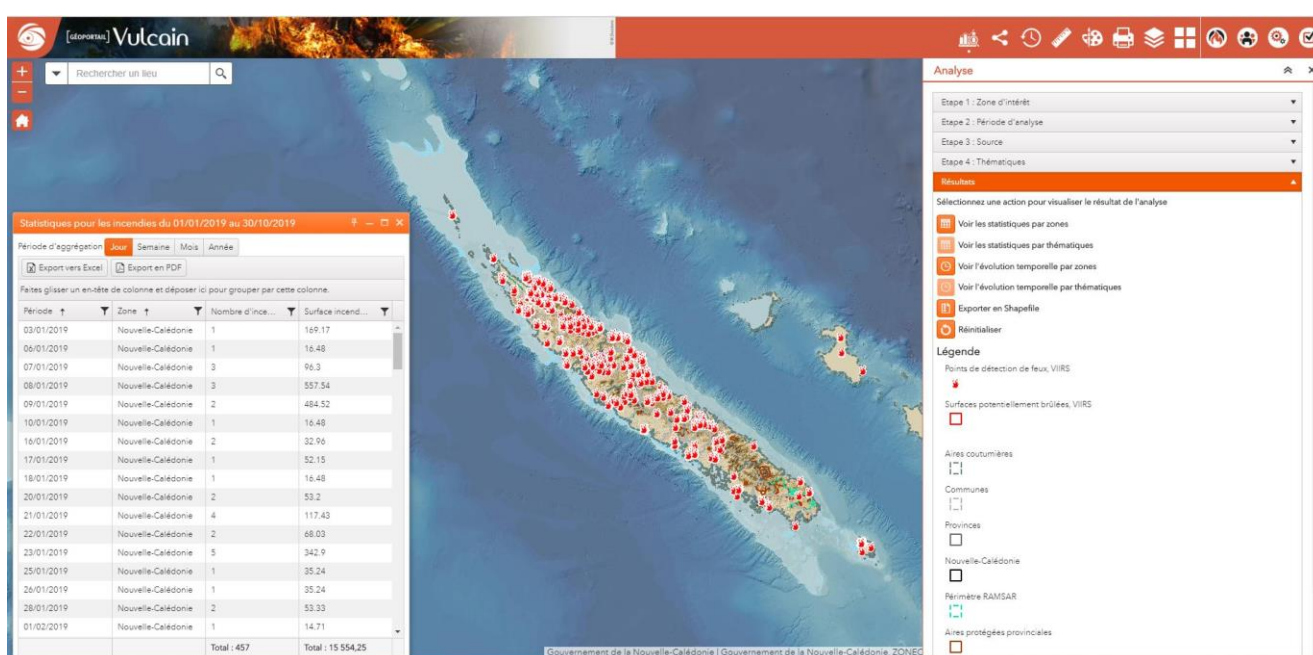 [GÉOPORTAIL] Vulcain
Rechercher un lieu
Statistiques pour les incendies du 01/01/2019 au 30/10/2019
Période d'aggrégation Jour Semaine Mois Année
Export vers Excel Export en PDF
Faites glisser un en-tête de colonne et déposer ici pour grouper par cette colonne.
Période ↑ Zone ↑ Nombre d'ince... Surface incend...
03/01/2019 Nouvelle-Calédonie 1 169.17
06/01/2019 Nouvelle-Calédonie 1 16.48
07/01/2019 Nouvelle-Calédonie 3 96.3
08/01/2019 Nouvelle-Calédonie 3 557.54
09/01/2019 Nouvelle-Calédonie 2 484.52
10/01/2019 Nouvelle-Calédonie 1 16.48
16/01/2019 Nouvelle-Calédonie 2 32.96
17/01/2019 Nouvelle-Calédonie 1 52.15
18/01/2019 Nouvelle-Calédonie 1 16.48
20/01/2019 Nouvelle-Calédonie 2 53.2
21/01/2019 Nouvelle-Calédonie 4 117.43
22/01/2019 Nouvelle-Calédonie 2 68.03
23/01/2019 Nouvelle-Calédonie 5 342.9
25/01/2019 Nouvelle-Calédonie 1 35.24
26/01/2019 Nouvelle-Calédonie 1 35.24
28/01/2019 Nouvelle-Calédonie 2 53.33
01/02/2019 Nouvelle-Calédonie 1 14.71
Total : 457 Total : 15 554,25
Gouvernement de la Nouvelle-Calédonie | Gouvernement de la Nouvelle-Calédonie, ZONEC
Analyse
Etape 1 : Zone d'intérêt
Etape 2 : Période d'analyse
Etape 3 : Source
Etape 4 : Thématiques
Résultats
Sélectionnez une action pour visualiser le résultat de l'analyse
Voir les statistiques par zones
Voir les statistiques par thématiques
Voir l'évolution temporelle par zones
Voir l'évolution temporelle par thématiques
Exporter en Shapefile
Réinitialiser
Légende
Points de détection de feux, VIIRS
Surfaces potentiellement brûlées, VIIRS
Aires coutumières
Communes
Provinces
Nouvelle-Calédonie
Périmètre RAMSAR
Aires protégées provinciales